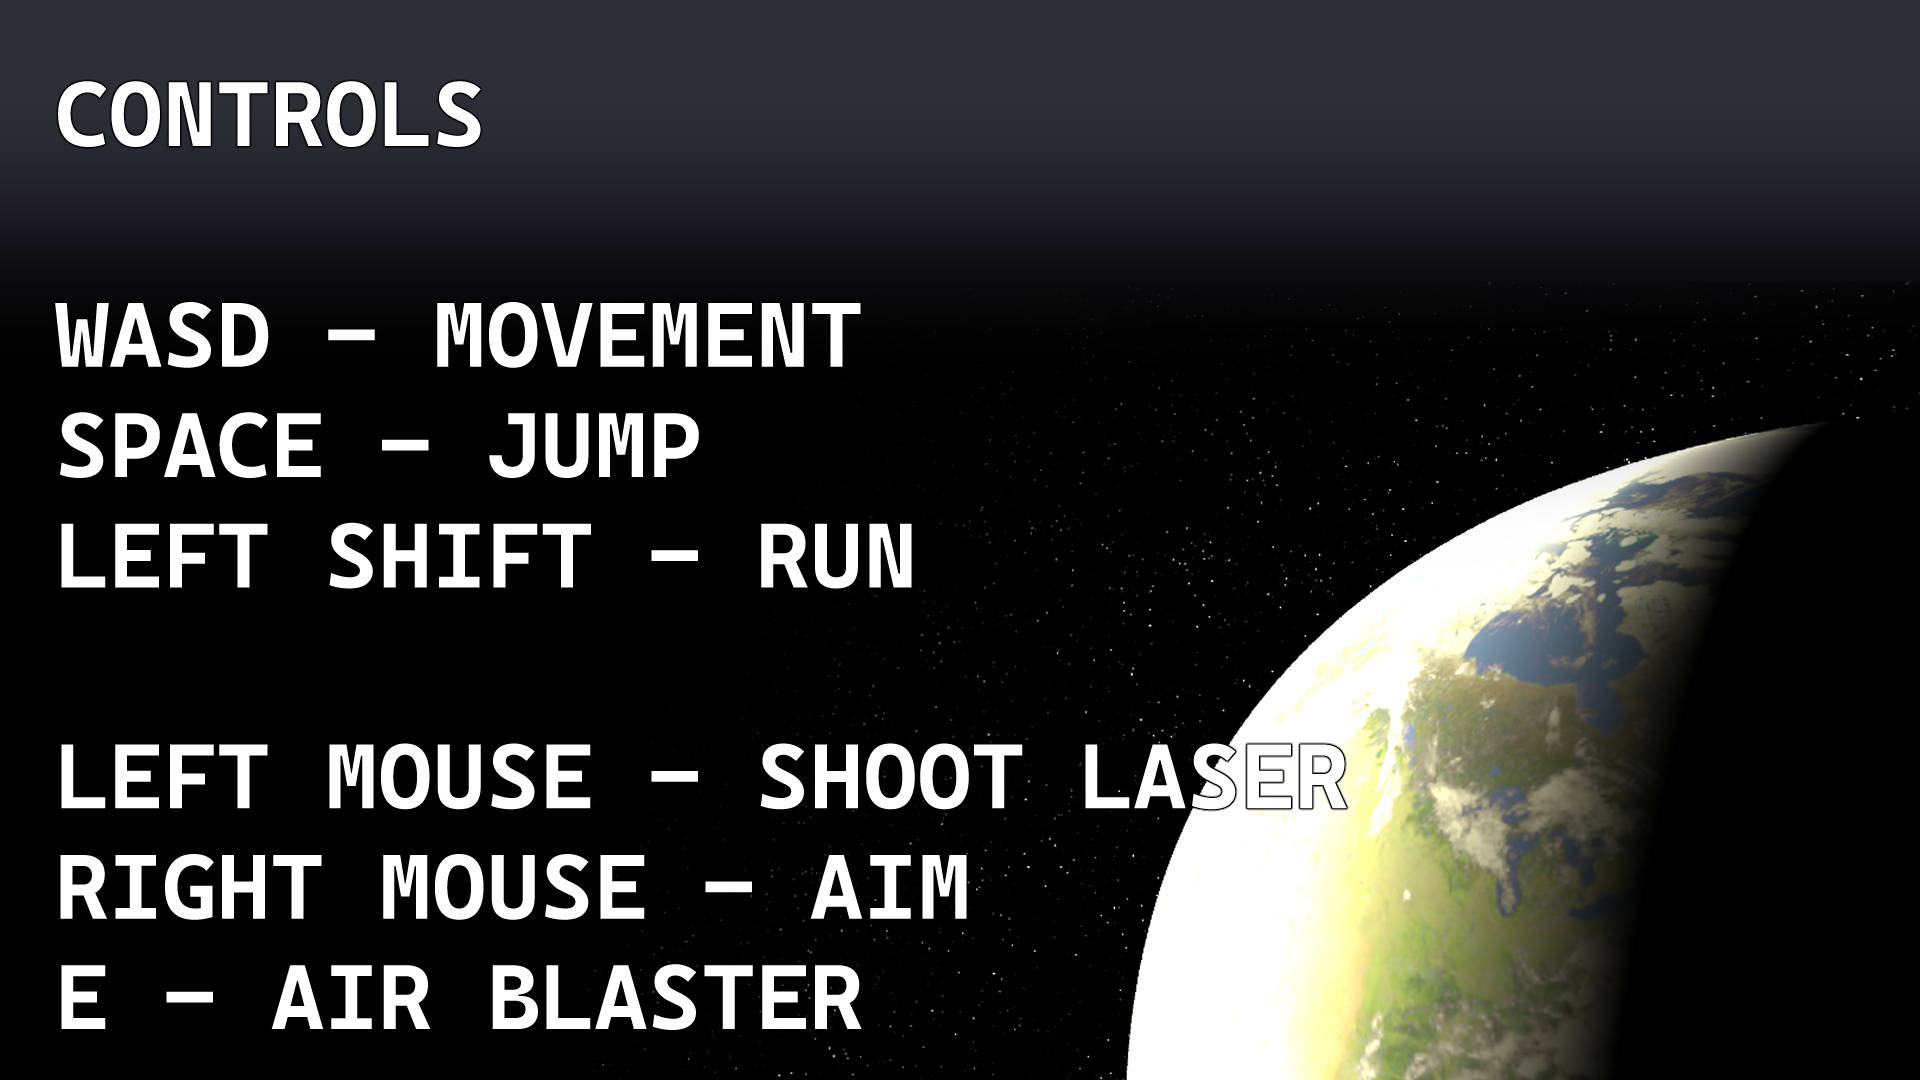 CONTROLS
WASD – MOVEMENT
SPACE – JUMP
LEFT SHIFT – RUN
LEFT MOUSE – SHOOT LASER
RIGHT MOUSE – AIM
E – AIR BLASTER